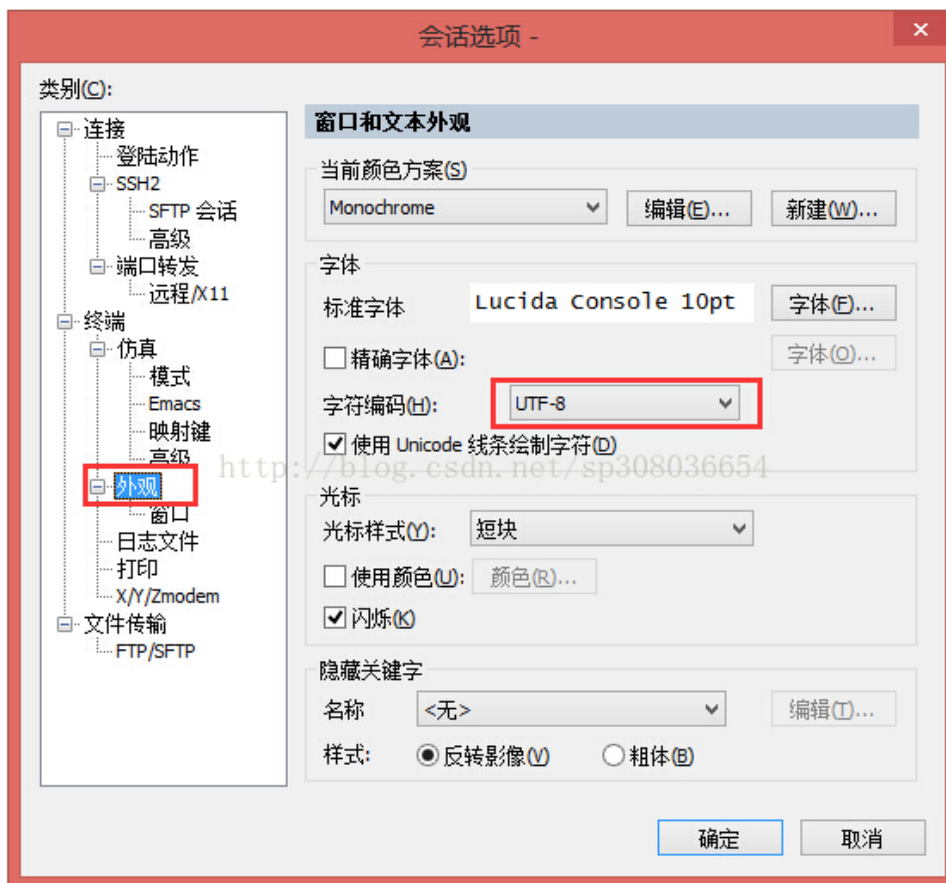 会话选项 -
类别(C):
连接
登陆动作
SSH2
SFTP 会话
高级
端口转发
远程/X11
终端
仿真
模式
Emacs
映射键
高级
外观
窗口
日志文件
打印
X/Y/Zmodem
文件传输
FTP/SFTP
窗口和文本外观
当前颜色方案(S)
Monochrome 编辑(E)... 新建(W)...
字体
标准字体 Lucida Console 10pt 字体(F)...
精确字体(A): 字体(O)...
字符编码(H): UTF-8
使用 Unicode 线条绘制字符(D)
http://blog.csdn.net/sp308036654
光标
光标样式(Y): 短块
使用颜色(U): 颜色(R)...
闪烁(K)
隐藏关键字
名称 <无> 编辑(T)...
样式: 反转影像(V) 粗体(B)
确定 取消